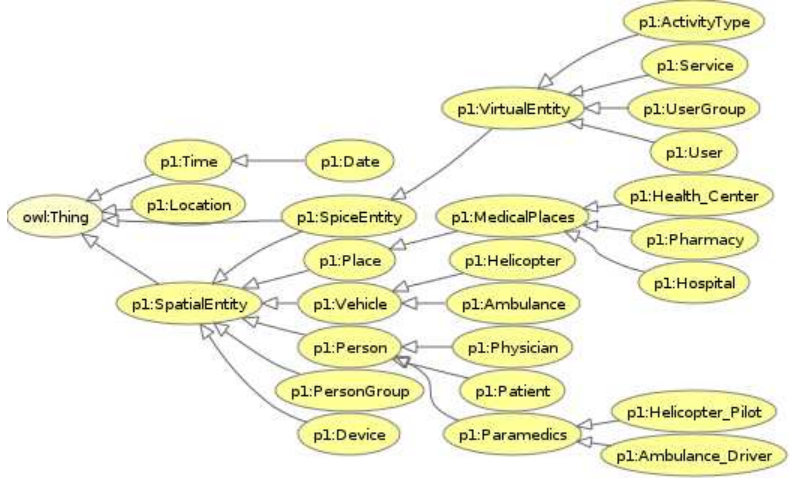 p1:ActivityType
p1:Service
p1:VirtualEntity
p1:UserGroup
p1:User
p1:Time
p1:Date
p1:Health_Center
p1:Location
owl:Thing
p1:SpiceEntity
p1:MedicalPlaces
p1:Pharmacy
p1:Place
p1:Helicopter
p1:Hospital
p1:SpatialEntity
p1:Vehicle
p1:Ambulance
p1:Person
p1:Physician
p1:PersonGroup
p1:Patient
p1:Helicopter_Pilot
p1:Device
p1:Paramedics
p1:Ambulance_Driver